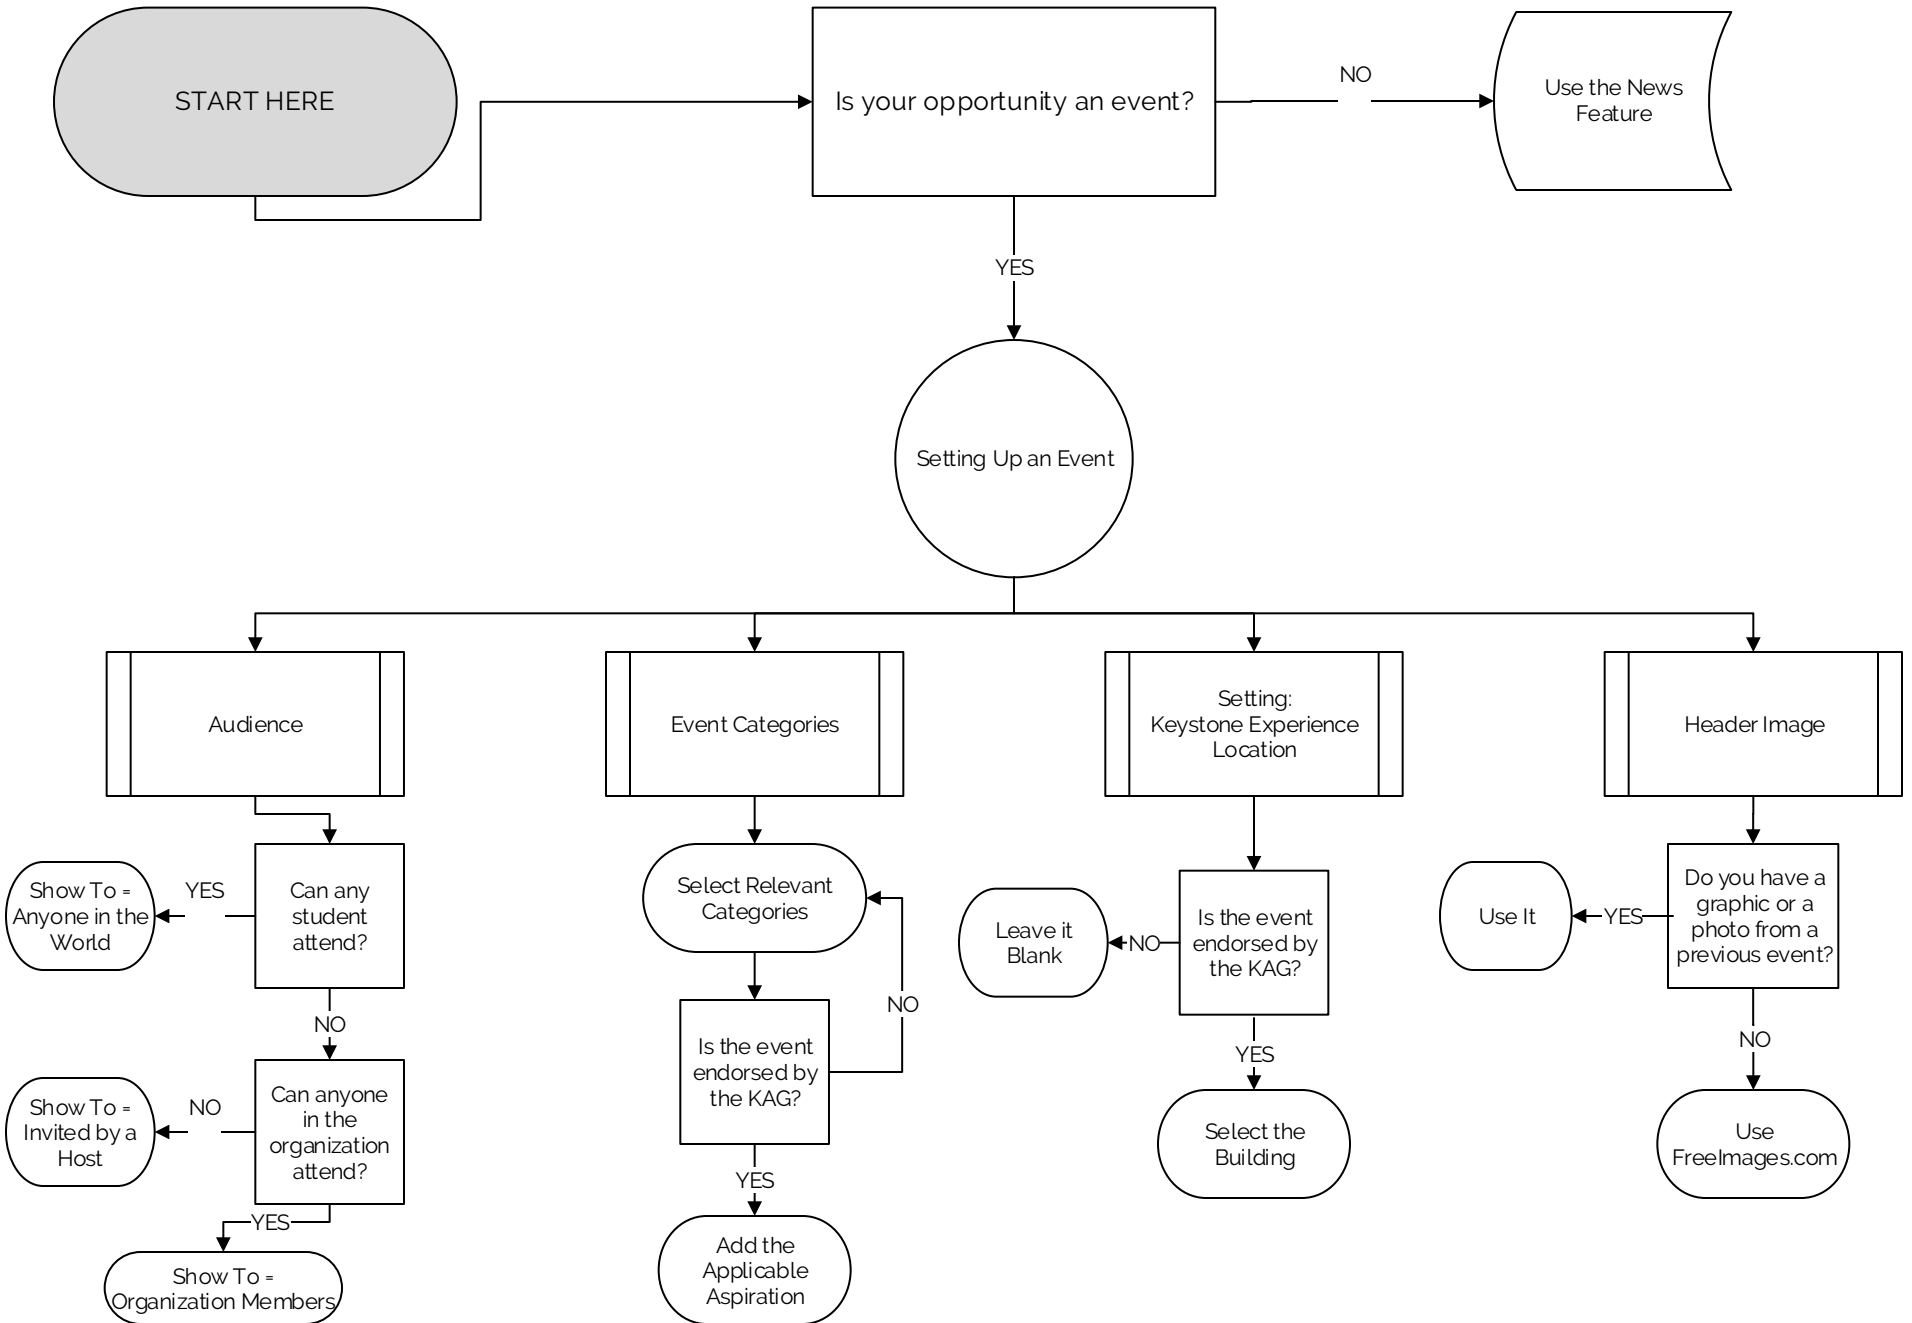 START HERE
Is your opportunity an event?
NO
Use the News
Feature
YES
Setting Up an Event
Audience
Event Categories
Setting:
Keystone Experience
Location
Header Image
Show To =
Anyone in the
World
YES
Can any
student
attend?
NO
Show To =
Invited by a
Host
NO
Can anyone
in the
organization
attend?
YES
Show To =
Organization Members
Select Relevant
Categories
NO
Is the event
endorsed by
the KAG?
YES
Add the
Applicable
Aspiration
Leave it
Blank
NO
Is the event
endorsed by
the KAG?
YES
Select the
Building
Use It
YES
Do you have a
graphic or a
photo from a
previous event?
NO
Use
FreeImages.com